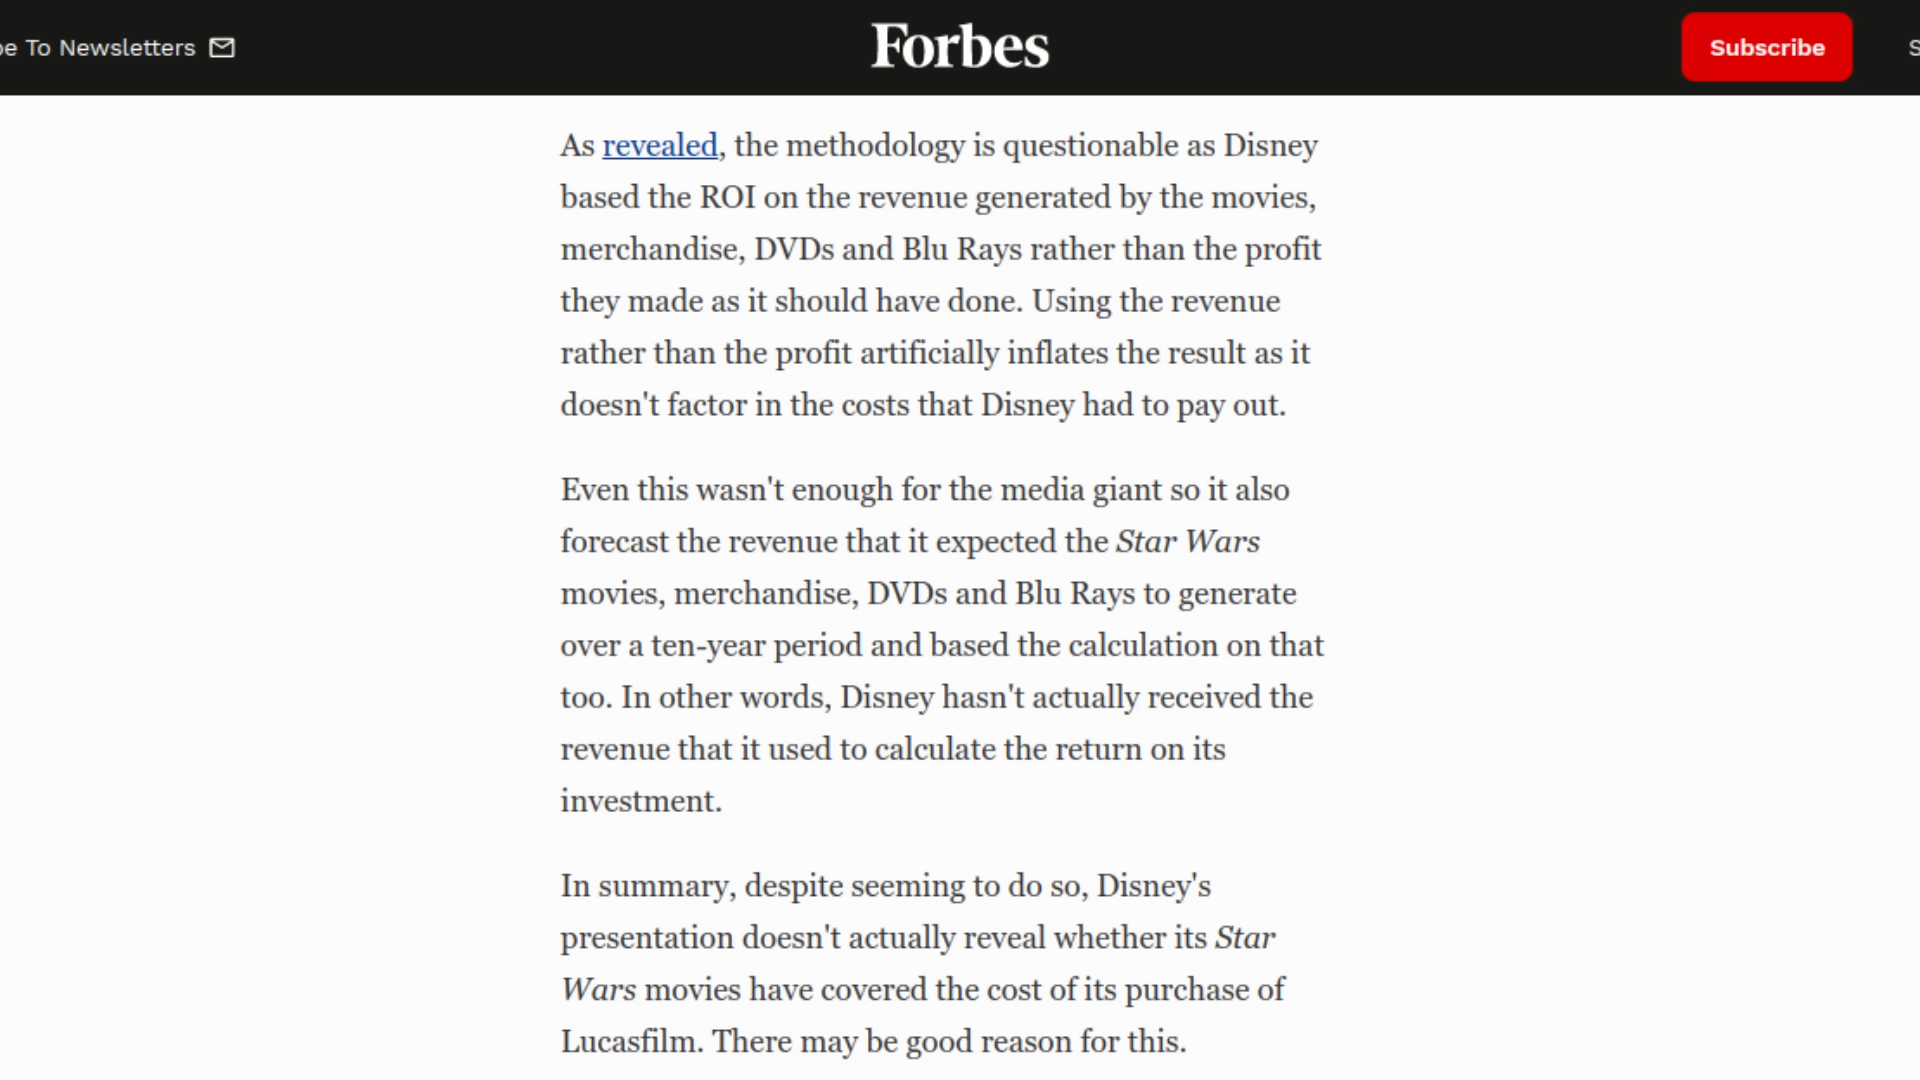 be To Newsletters
Forbes
Subscribe
S
As revealed, the methodology is questionable as Disney
based the ROI on the revenue generated by the movies,
merchandise, DVDs and Blu Rays rather than the profit
they made as it should have done. Using the revenue
rather than the profit artificially inflates the result as it
doesn't factor in the costs that Disney had to pay out.
Even this wasn't enough for the media giant so it also
forecast the revenue that it expected the Star Wars
movies, merchandise, DVDs and Blu Rays to generate
over a ten-year period and based the calculation on that
too. In other words, Disney hasn't actually received the
revenue that it used to calculate the return on its
investment.
In summary, despite seeming to do so, Disney's
presentation doesn't actually reveal whether its Star
Wars movies have covered the cost of its purchase of
Lucasfilm. There may be good reason for this.